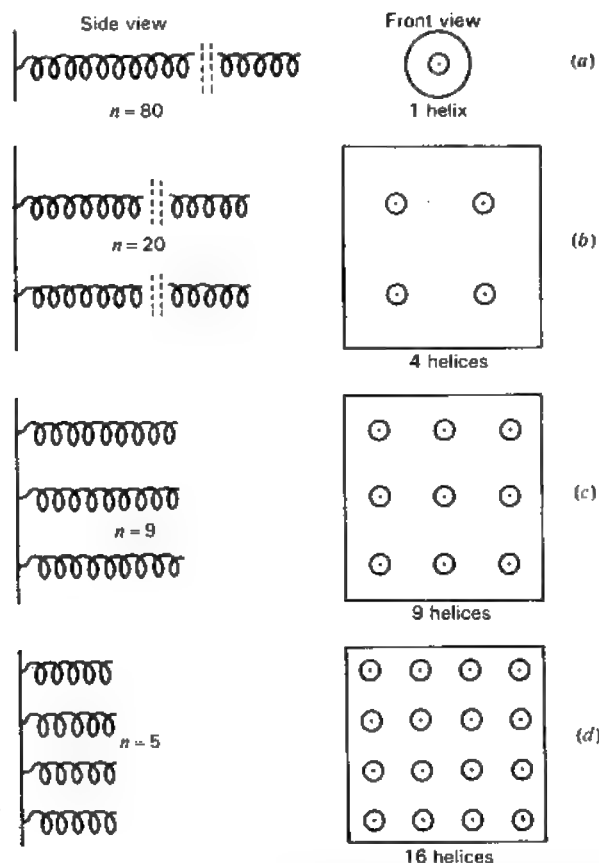 Side view
Front view
(a)
n = 80
1 helix
n = 20
(b)
4 helices
n = 9
(c)
9 helices
n = 5
(d)
16 helices